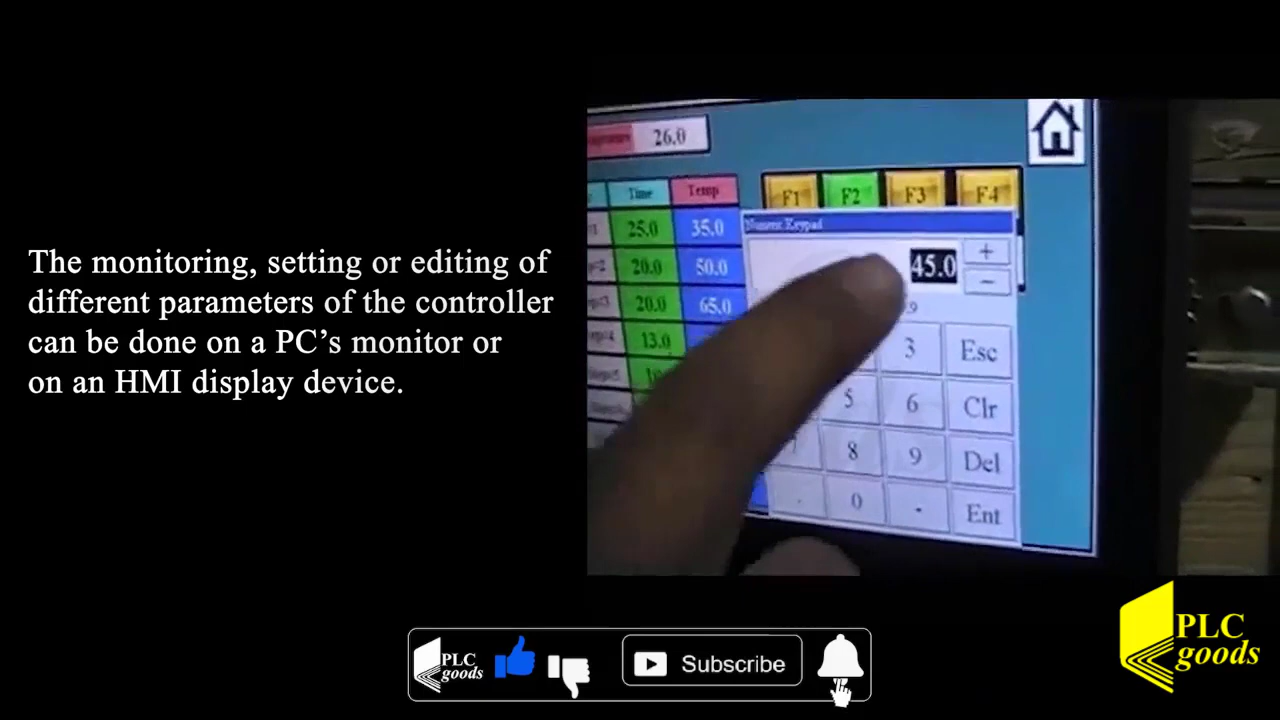 The monitoring, setting or editing of
different parameters of the controller
can be done on a PC’s monitor or
on an HMI display device.
26.0
Time Temp
25.0 35.0
20.0 50.0
20.0 65.0
13.0
F1 F2 F3 F4
Numeric Keypad
45.0
+
-
3 Esc
5 6 Clr
8 9 Del
0 . Ent
PLC
goods
Subscribe
PLC
goods